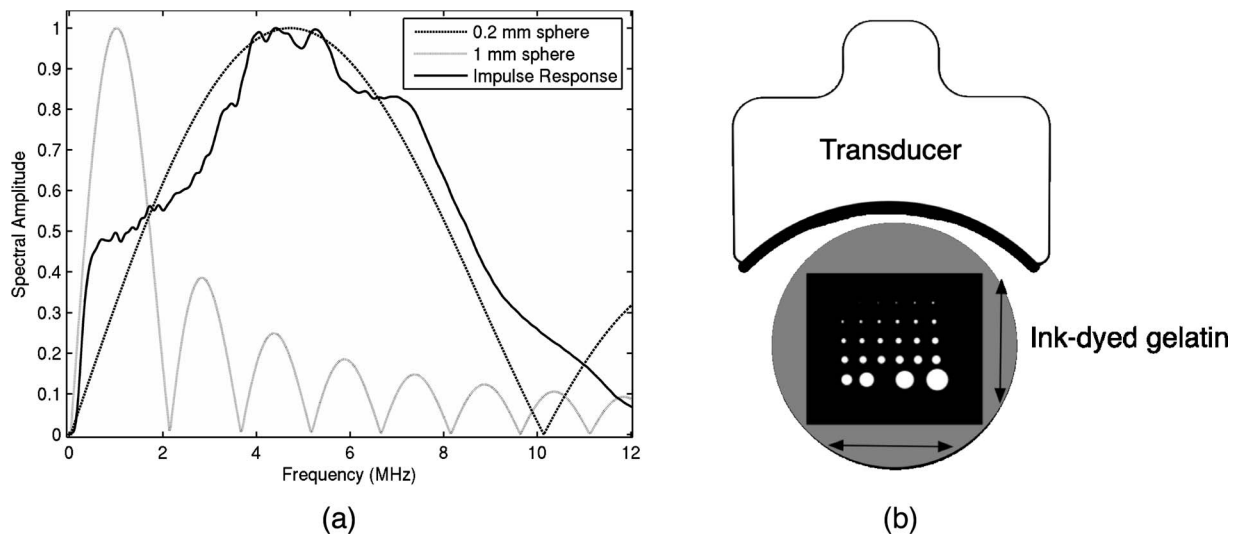 1
0.9
0.8
0.7
0.6
0.5
0.4
0.3
0.2
0.1
0
Spectral Amplitude
0 2 4 6 8 10 12
Frequency (MHz)
0.2 mm sphere
1 mm sphere
Impulse Response
(a)
Transducer
Ink-dyed gelatin
(b)